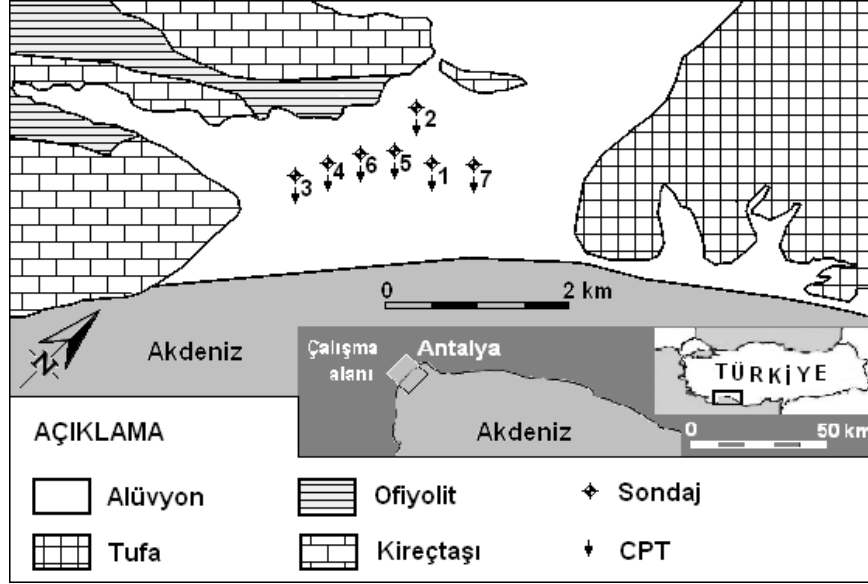 2
3 4 6 5 1 7
0 2 km
N
Akdeniz
Çalışma
alanı
Antalya
Akdeniz
TÜRKİYE
0 50 km
AÇIKLAMA
Alüvyon
Ofiyolit
Sondaj
Tufa
Kireçtaşı
CPT